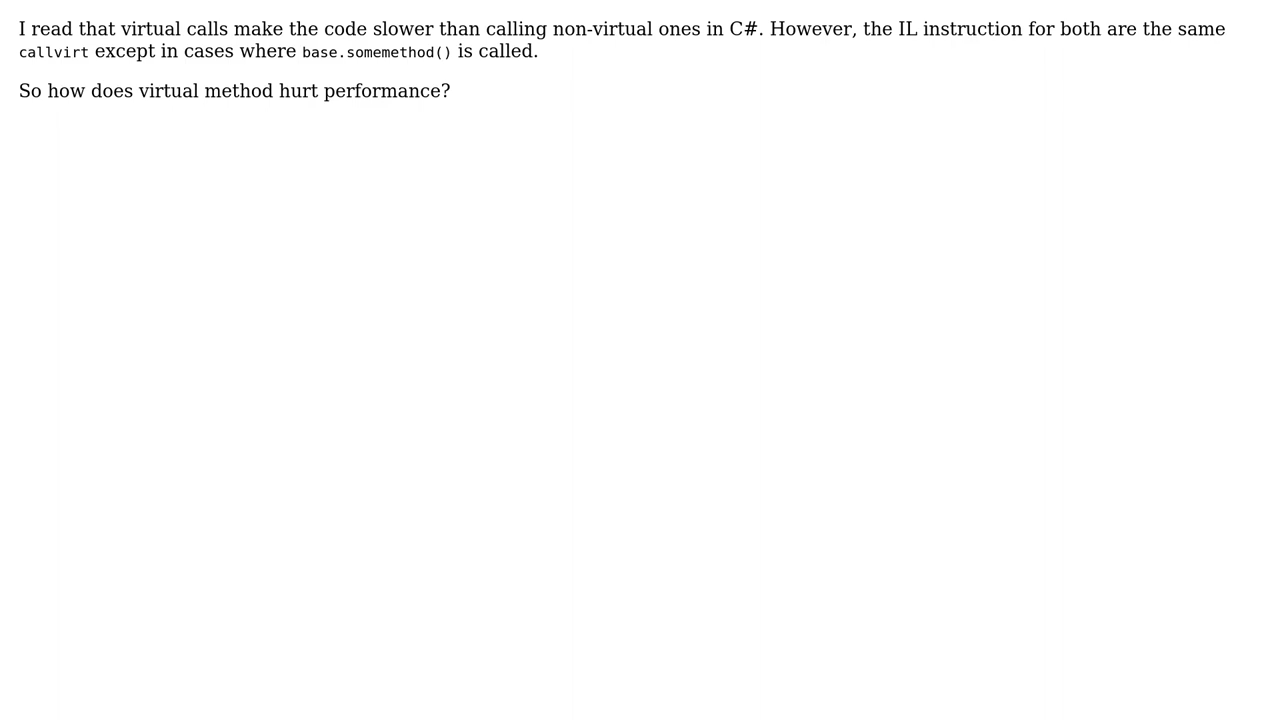 I read that virtual calls make the code slower than calling non-virtual ones in C#. However, the IL instruction for both are the same
callvirt except in cases where base.somemethod() is called.
So how does virtual method hurt performance?